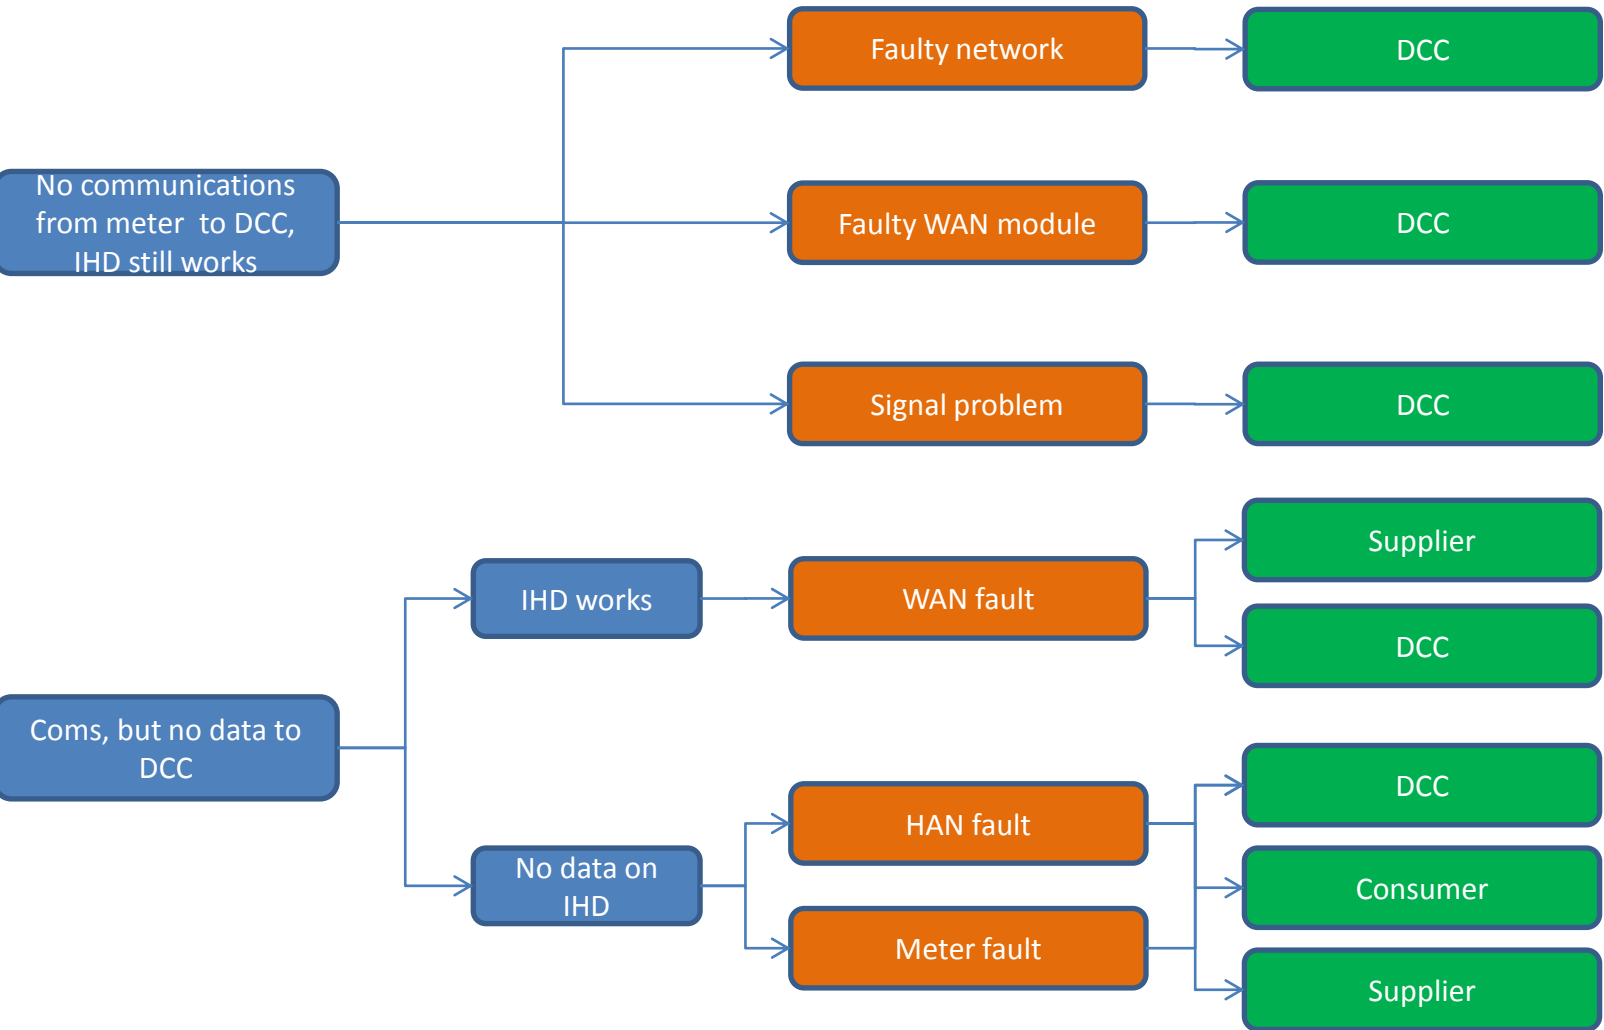 Faulty network
DCC
No communications
from meter to DCC,
IHD still works
Faulty WAN module
DCC
Signal problem
DCC
Supplier
IHD works
WAN fault
DCC
Coms, but no data to
DCC
DCC
HAN fault
No data on
IHD
Consumer
Meter fault
Supplier